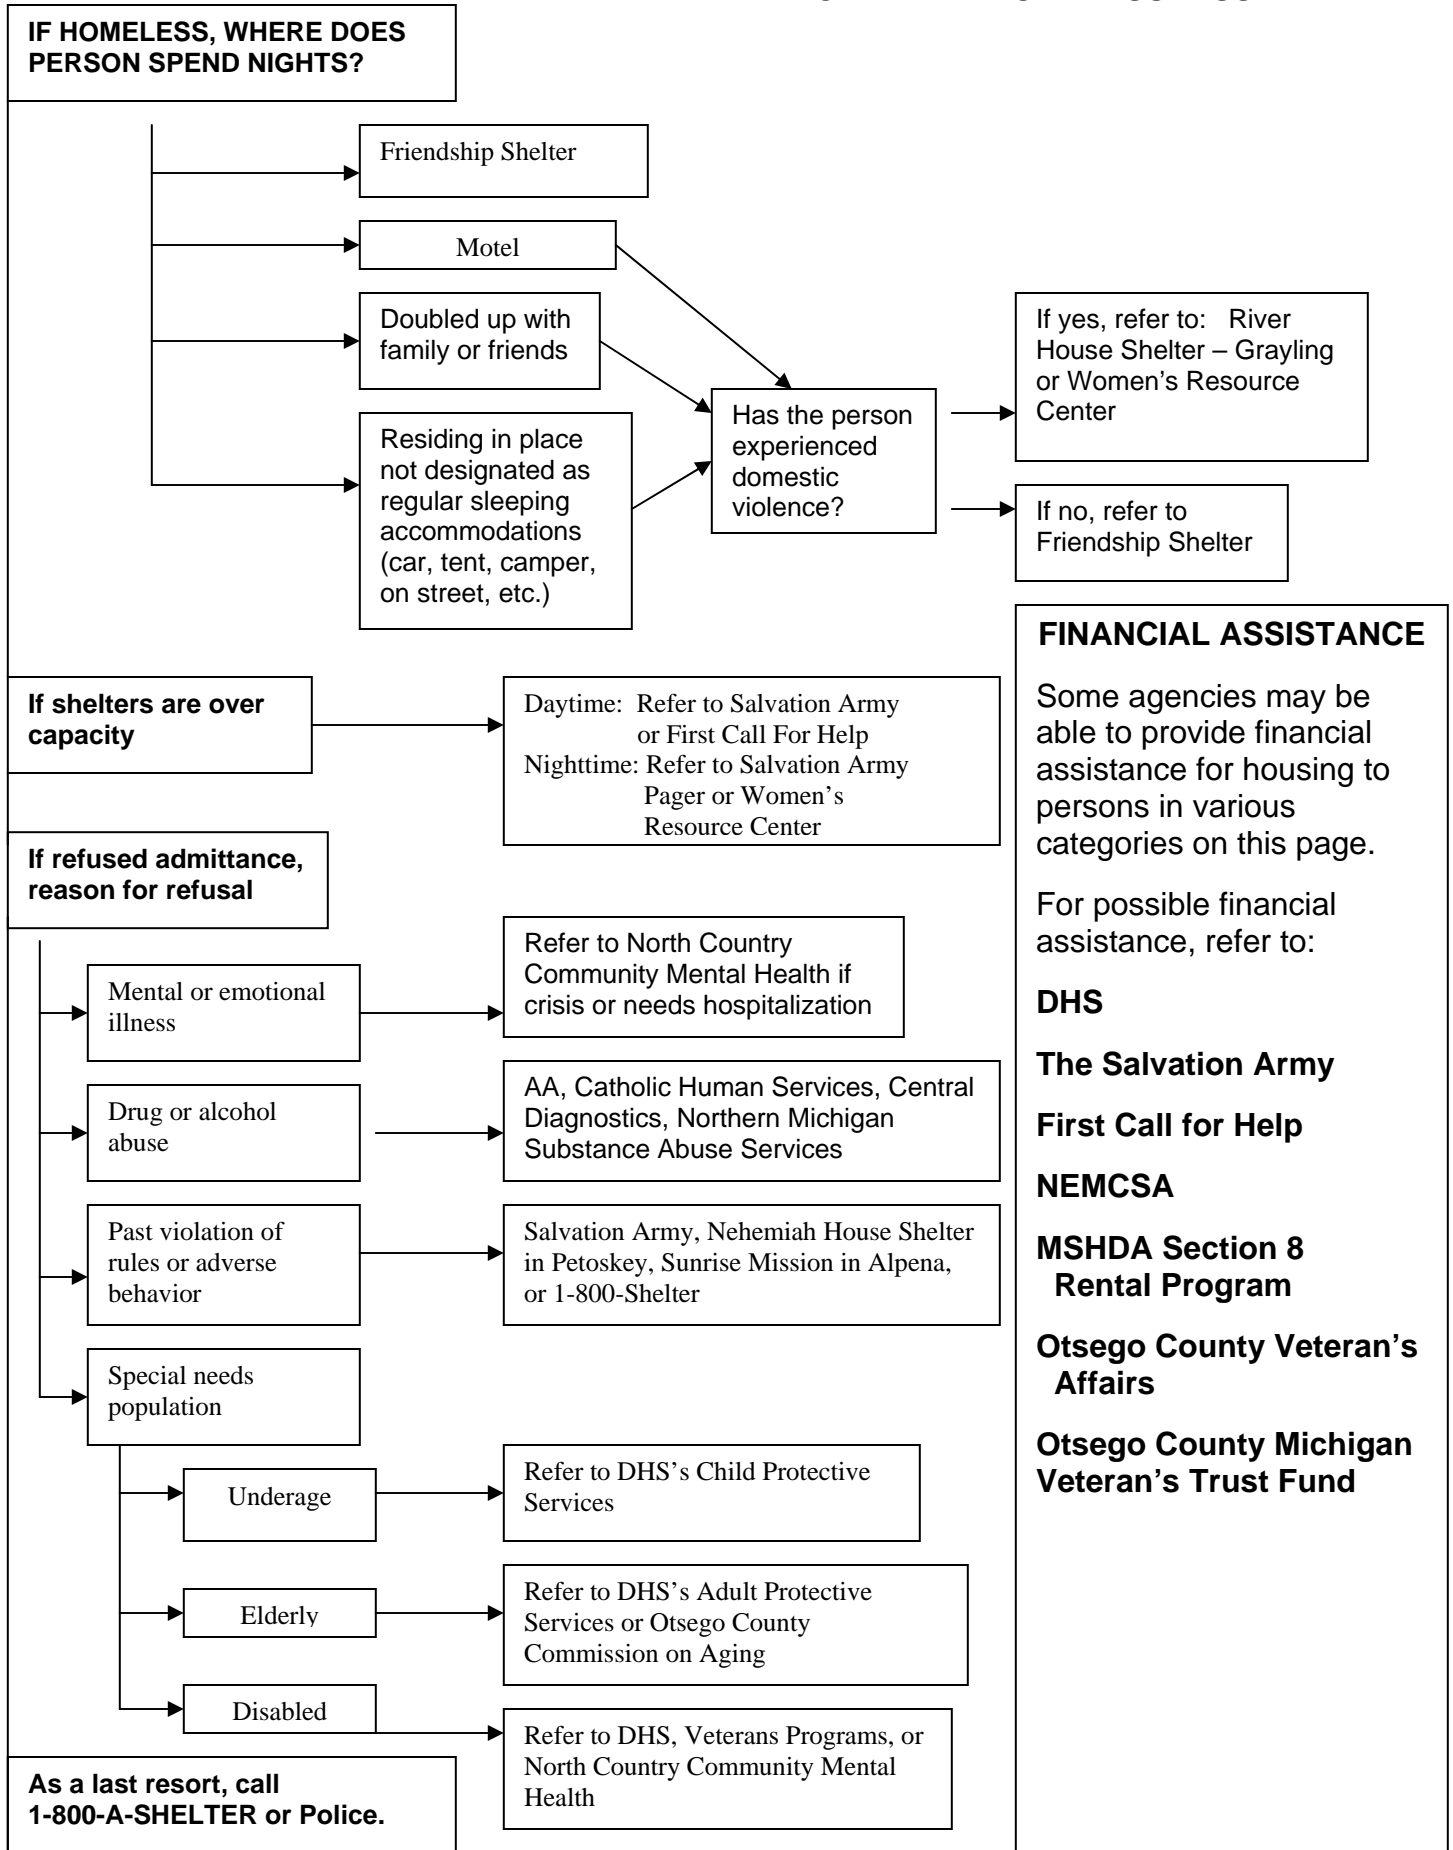 IF HOMELESS, WHERE DOES
PERSON SPEND NIGHTS?
Friendship Shelter
Motel
Doubled up with
family or friends
Residing in place
not designated as
regular sleeping
accommodations
(car, tent, camper,
on street, etc.)
Has the person
experienced
domestic
violence?
If yes, refer to: River
House Shelter – Grayling
or Women's Resource
Center
If no, refer to
Friendship Shelter
If shelters are over
capacity
Daytime: Refer to Salvation Army
or First Call For Help
Nighttime: Refer to Salvation Army
Pager or Women's
Resource Center
If refused admittance,
reason for refusal
Mental or emotional
illness
Refer to North Country
Community Mental Health if
crisis or needs hospitalization
Drug or alcohol
abuse
AA, Catholic Human Services, Central
Diagnostics, Northern Michigan
Substance Abuse Services
Past violation of
rules or adverse
behavior
Salvation Army, Nehemiah House Shelter
in Petoskey, Sunrise Mission in Alpena,
or 1-800-Shelter
Special needs
population
Underage
Refer to DHS's Child Protective
Services
Elderly
Refer to DHS's Adult Protective
Services or Otsego County
Commission on Aging
Disabled
Refer to DHS, Veterans Programs, or
North Country Community Mental
Health
As a last resort, call
1-800-A-SHELTER or Police.
FINANCIAL ASSISTANCE
Some agencies may be
able to provide financial
assistance for housing to
persons in various
categories on this page.
For possible financial
assistance, refer to:
DHS
The Salvation Army
First Call for Help
NEMCSA
MSHDA Section 8
Rental Program
Otsego County Veteran's
Affairs
Otsego County Michigan
Veteran's Trust Fund